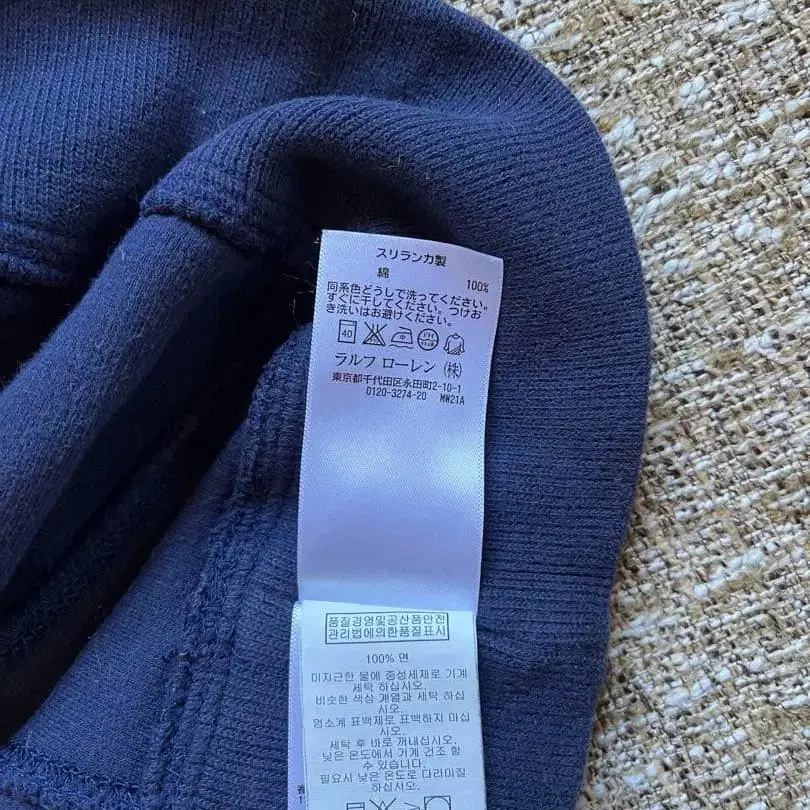 スリランカ製
綿 100%
同系色どうしで洗ってください。
すぐに干してください。つけお
き洗いはお避けください。
40 中
ラルフ ローレン (株)
東京都千代田区永田町2-10-1
0120-3274-20 MW21A
품질경영및공산품안전
관리법에의한품질표시
100% 면
미지근한 물에 중성세제로 기계
세탁 하십시오.
비슷한 색상 개열과 세탁 하십
시오.
염소계 표백제로 표백하지 마십
시오.
세탁 후 바로 꺼내십시오.
낮은 온도에서 기계 건조 할
수 있습니다.
필요시 낮은 온도로 다리미질
하십시오.